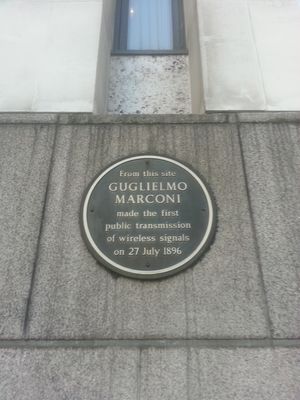 From this site
GUGLIELMO
MARCONI
made the first
public transmission
of wireless signals
on 27 July 1896